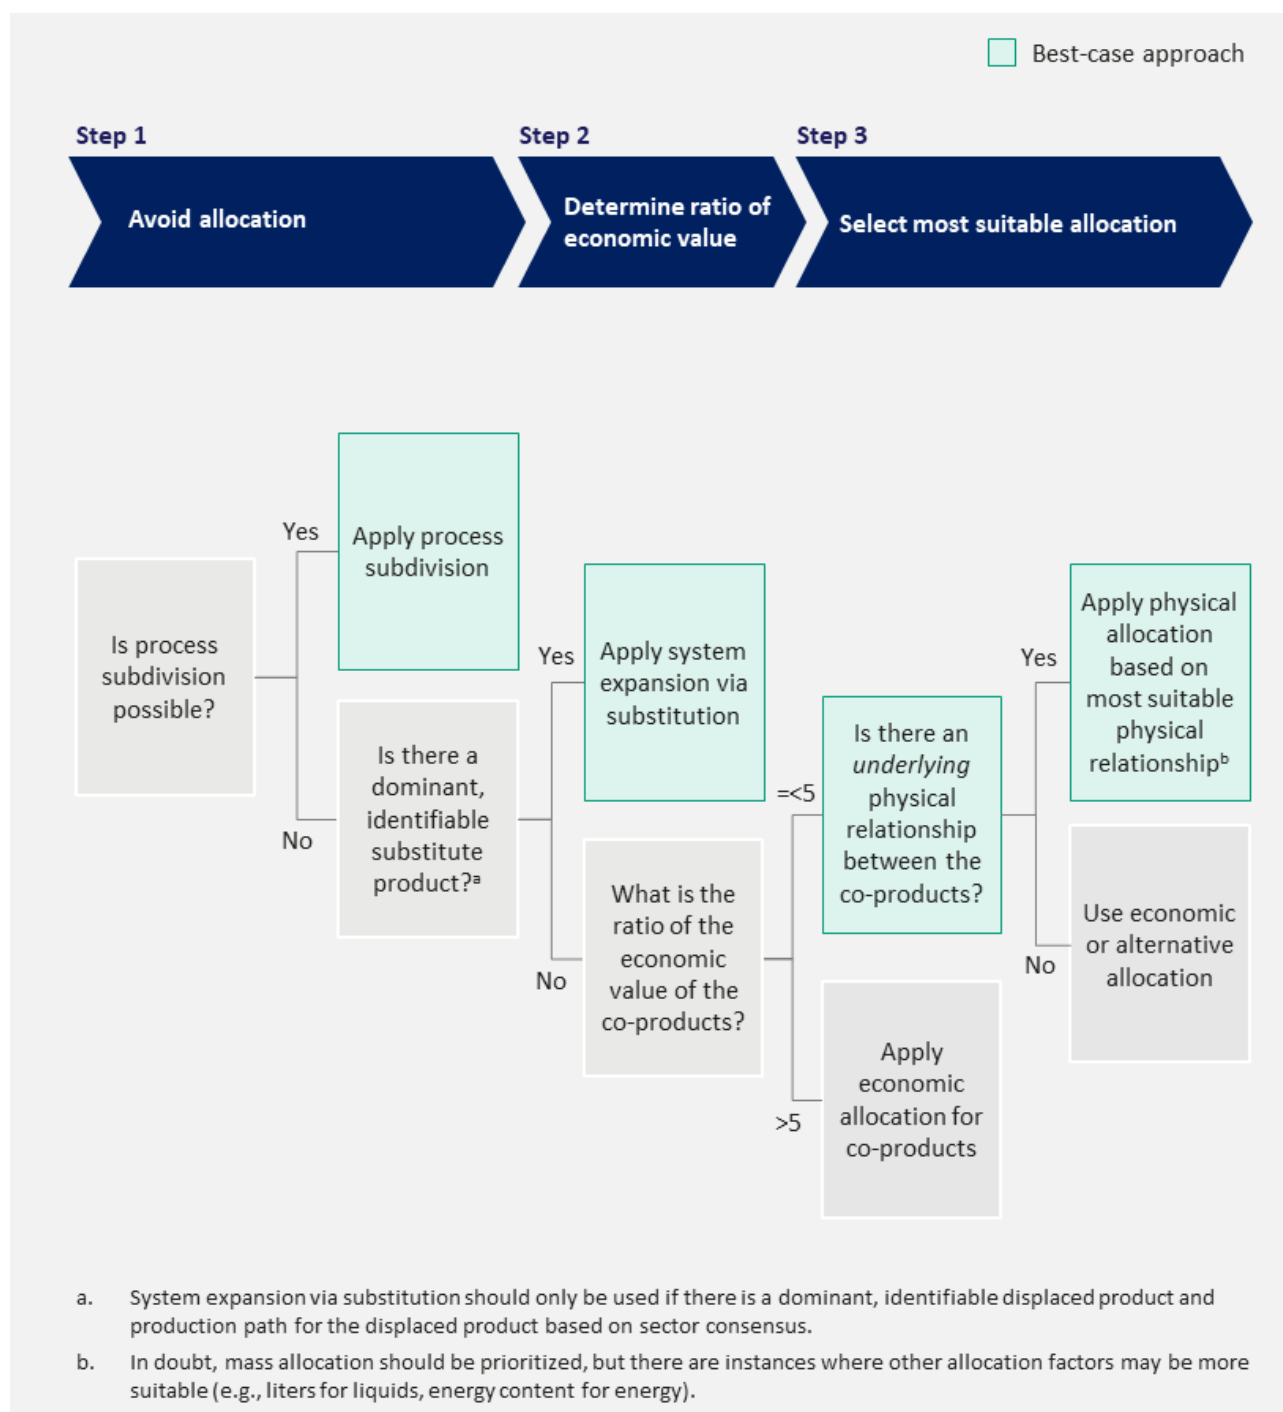 Best-case approach
Step 1
Step 2
Step 3
Avoid allocation
Determine ratio of
economic value
Select most suitable allocation
Is process
subdivision
possible?
Yes
Apply process
subdivision
No
Is there a
dominant,
identifiable
substitute
product?ᵃ
Yes
Apply system
expansion via
substitution
No
What is the
ratio of the
economic
value of the
co-products?
=<5
Is there an
underlying
physical
relationship
between the
co-products?
>5
Apply
economic
allocation for
co-products
Yes
Apply physical
allocation
based on
most suitable
physical
relationshipᵇ
No
Use economic
or alternative
allocation
a. System expansion via substitution should only be used if there is a dominant, identifiable displaced product and
production path for the displaced product based on sector consensus.
b. In doubt, mass allocation should be prioritized, but there are instances where other allocation factors may be more
suitable (e.g., liters for liquids, energy content for energy).